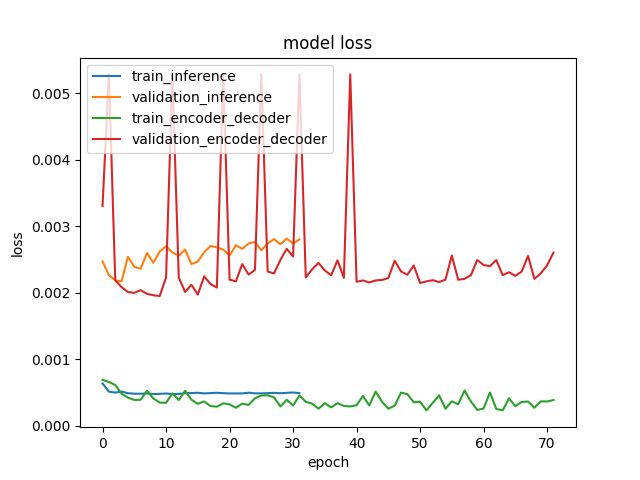 model loss
train_inference
validation_inference
train_encoder_decoder
validation_encoder_decoder
0.005
0.004
0.003
0.002
0.001
0.000
loss
0 10 20 30 40 50 60 70
epoch